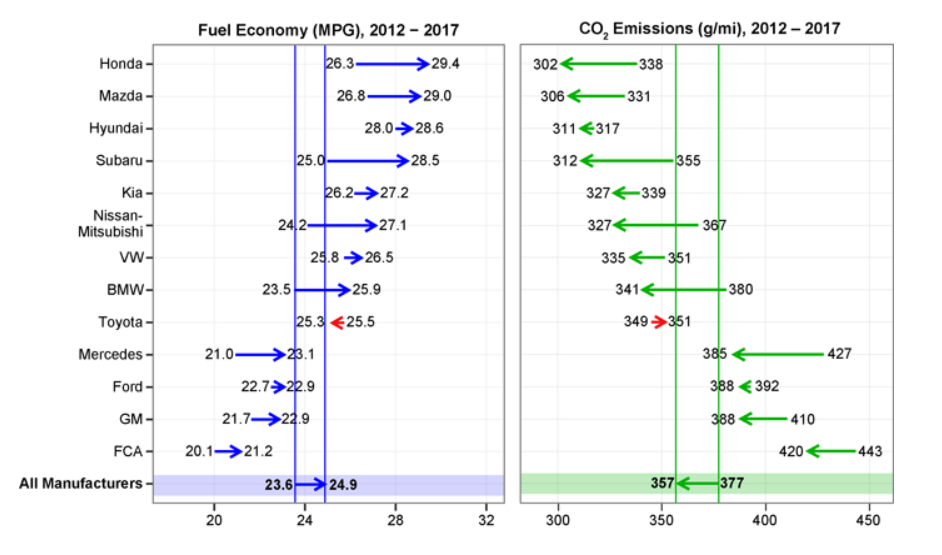 Fuel Economy (MPG), 2012 – 2017 CO2 Emissions (g/mi), 2012 – 2017
Honda 26.3 29.4 302 338
Mazda 26.8 29.0 306 331
Hyundai 28.0 28.6 311 317
Subaru 25.0 28.5 312 355
Kia 26.2 27.2 327 339
Nissan-
Mitsubishi 24.2 27.1 327 367
VW 25.8 26.5 335 351
BMW 23.5 25.9 341 380
Toyota 25.3 25.5 349 351
Mercedes 21.0 23.1 385 427
Ford 22.7 22.9 388 392
GM 21.7 22.9 388 410
FCA 20.1 21.2 420 443
All Manufacturers 23.6 24.9 357 377
20 24 28 32 300 350 400 450